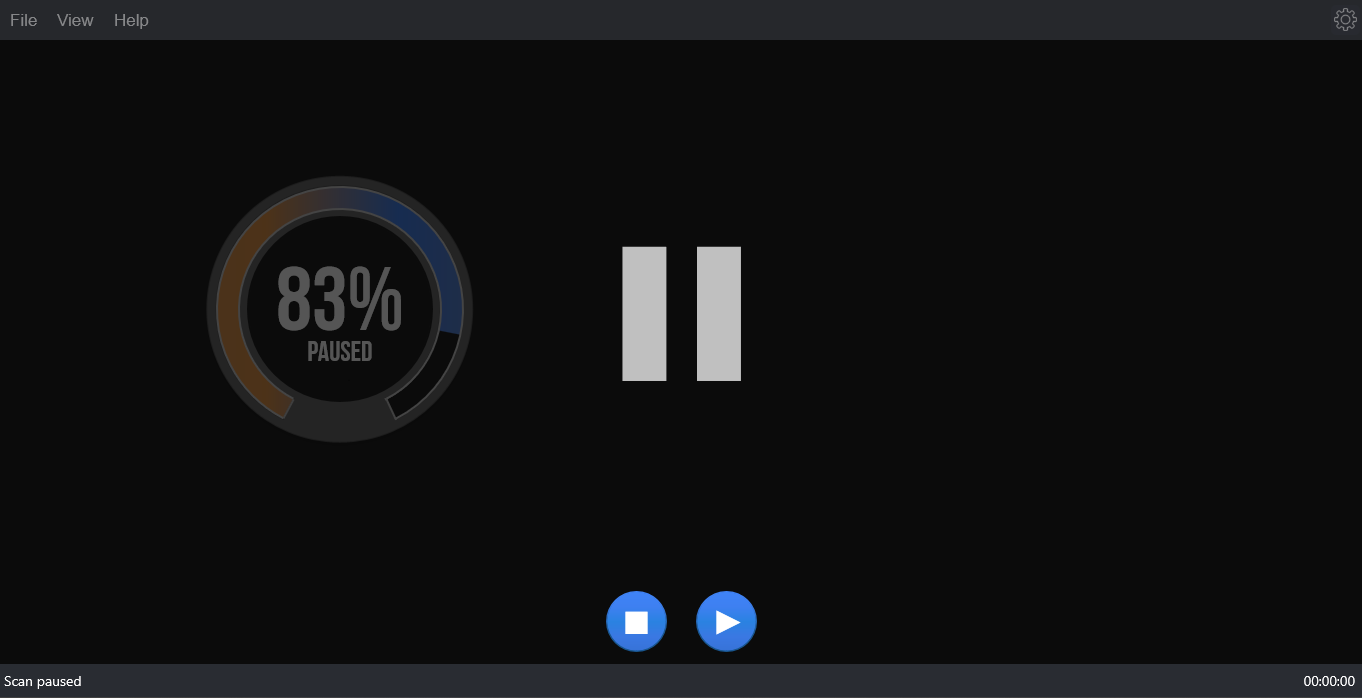 File View Help
83%
PAUSED
Scan paused 00:00:00